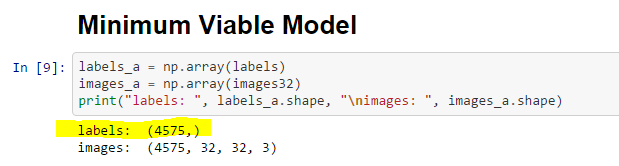 Minimum Viable Model
In [9]: labels_a = np.array(labels)
images_a = np.array(images32)
print("labels: ", labels_a.shape, "\nimages: ", images_a.shape)
labels:  (4575,)
images:  (4575, 32, 32, 3)